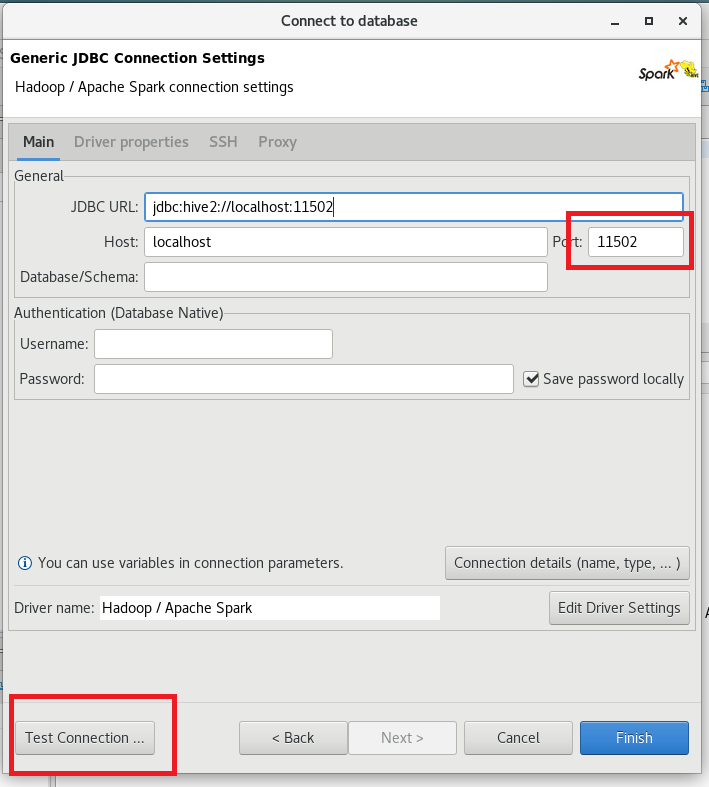 Connect to database
Generic JDBC Connection Settings
Hadoop / Apache Spark connection settings
Spark
Main Driver properties SSH Proxy
General
JDBC URL: jdbc:hive2://localhost:11502
Host: localhost Port: 11502
Database/Schema:
Authentication (Database Native)
Username:
Password: Save password locally
You can use variables in connection parameters. Connection details (name, type, ... )
Driver name: Hadoop / Apache Spark Edit Driver Settings
Test Connection ... < Back Next > Cancel Finish